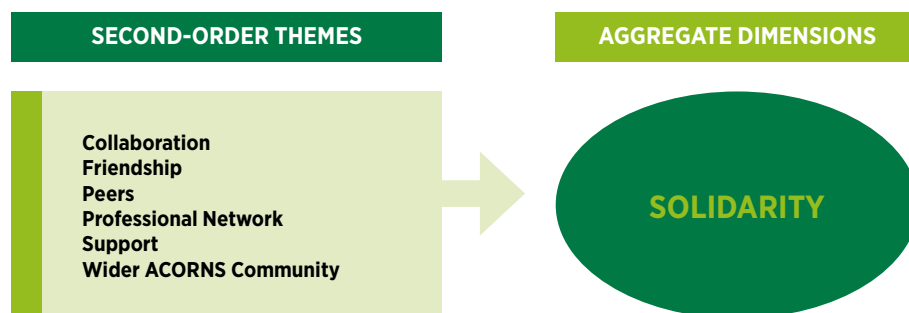 SECOND-ORDER THEMES
AGGREGATE DIMENSIONS
Collaboration
Friendship
Peers
Professional Network
Support
Wider ACORNS Community
SOLIDARITY